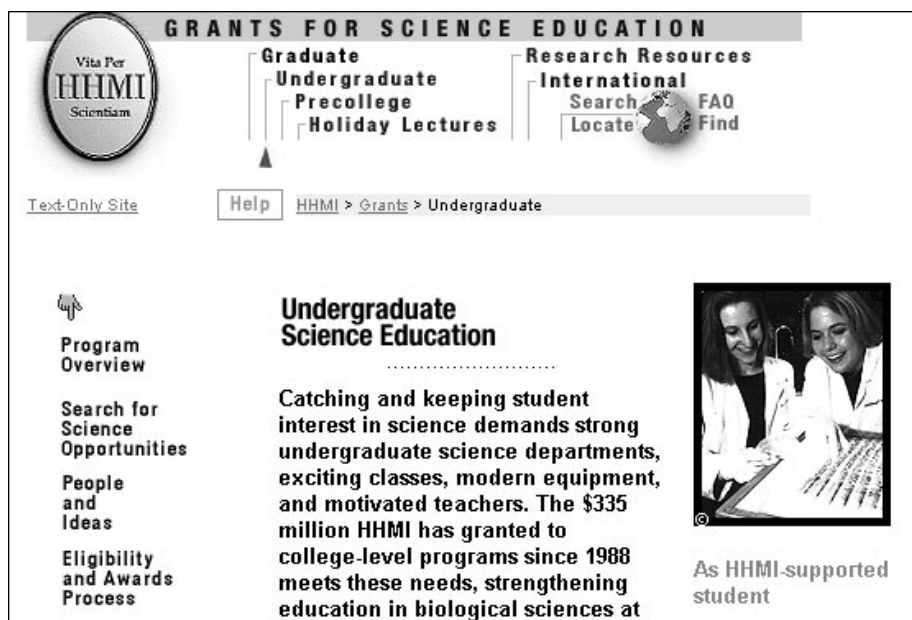 GRANTS FOR SCIENCE EDUCATION
Vita Per
HHMI
Scientiam
Graduate
Undergraduate
Precollege
Holiday Lectures
Research Resources
International
Search
FAQ
Locate
Find
Text-Only Site
Help
HHMI > Grants > Undergraduate
Program
Overview
Search for
Science
Opportunities
People
and
Ideas
Eligibility
and Awards
Process
Undergraduate
Science Education
Catching and keeping student
interest in science demands strong
undergraduate science departments,
exciting classes, modern equipment,
and motivated teachers. The $335
million HHMI has granted to
college-level programs since 1988
meets these needs, strengthening
education in biological sciences at
©
As HHMI-supported
student